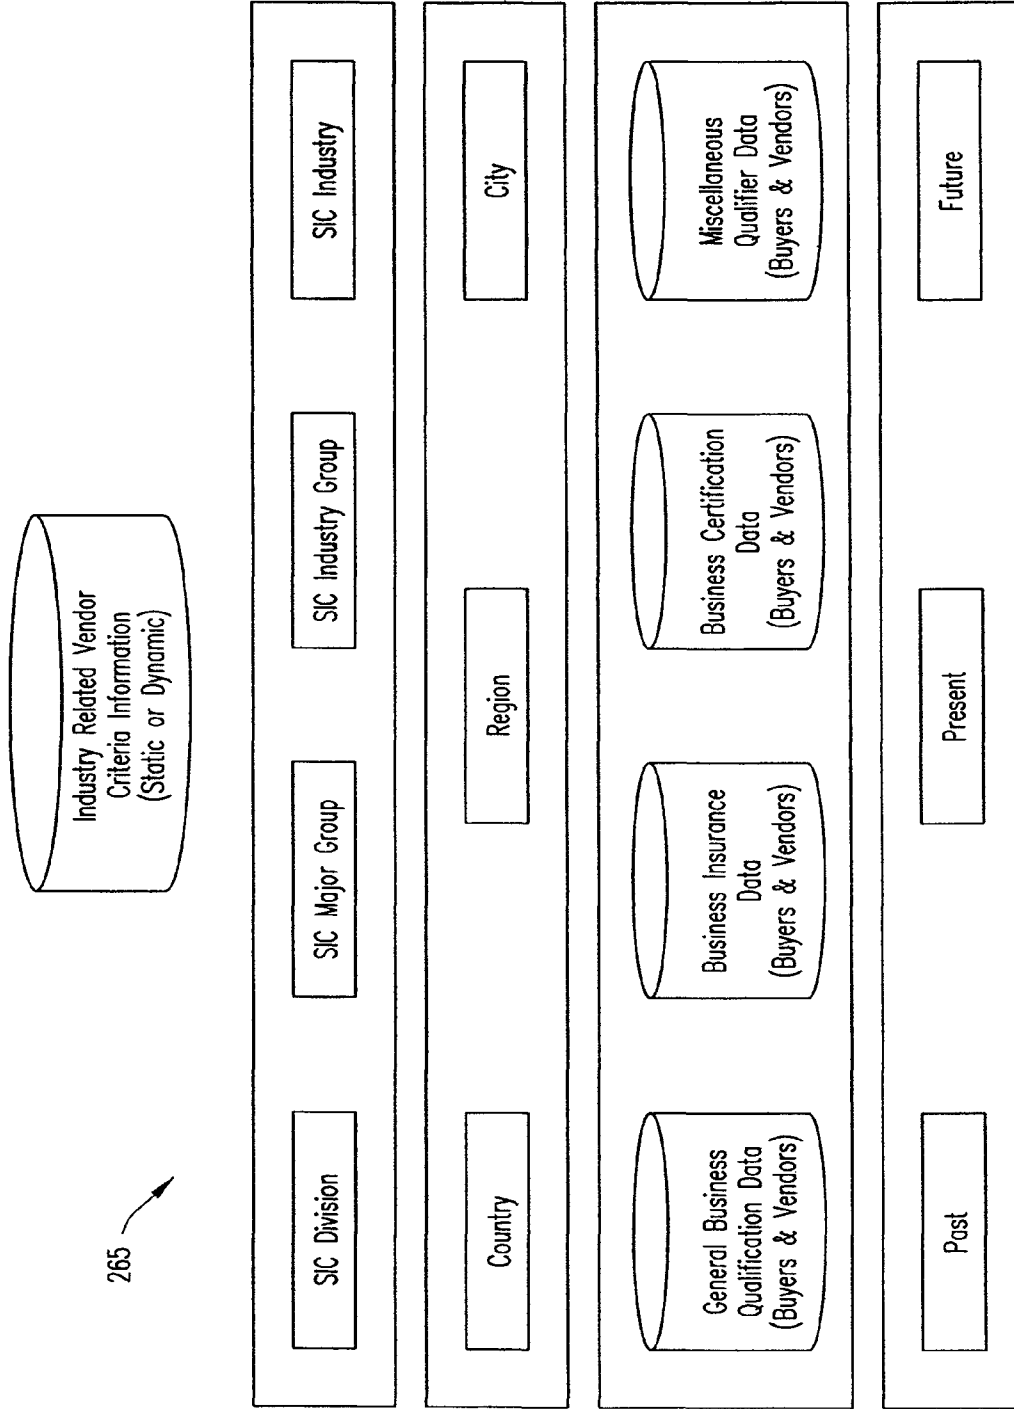 265
Industry Related Vendor
Criteria Information
(Static or Dynamic)
SIC Division
SIC Major Group
SIC Industry Group
SIC Industry
Country
Region
City
General Business
Qualification Data
(Buyers & Vendors)
Business Insurance
Data
(Buyers & Vendors)
Business Certification
Data
(Buyers & Vendors)
Miscellaneous
Qualifier Data
(Buyers & Vendors)
Past
Present
Future